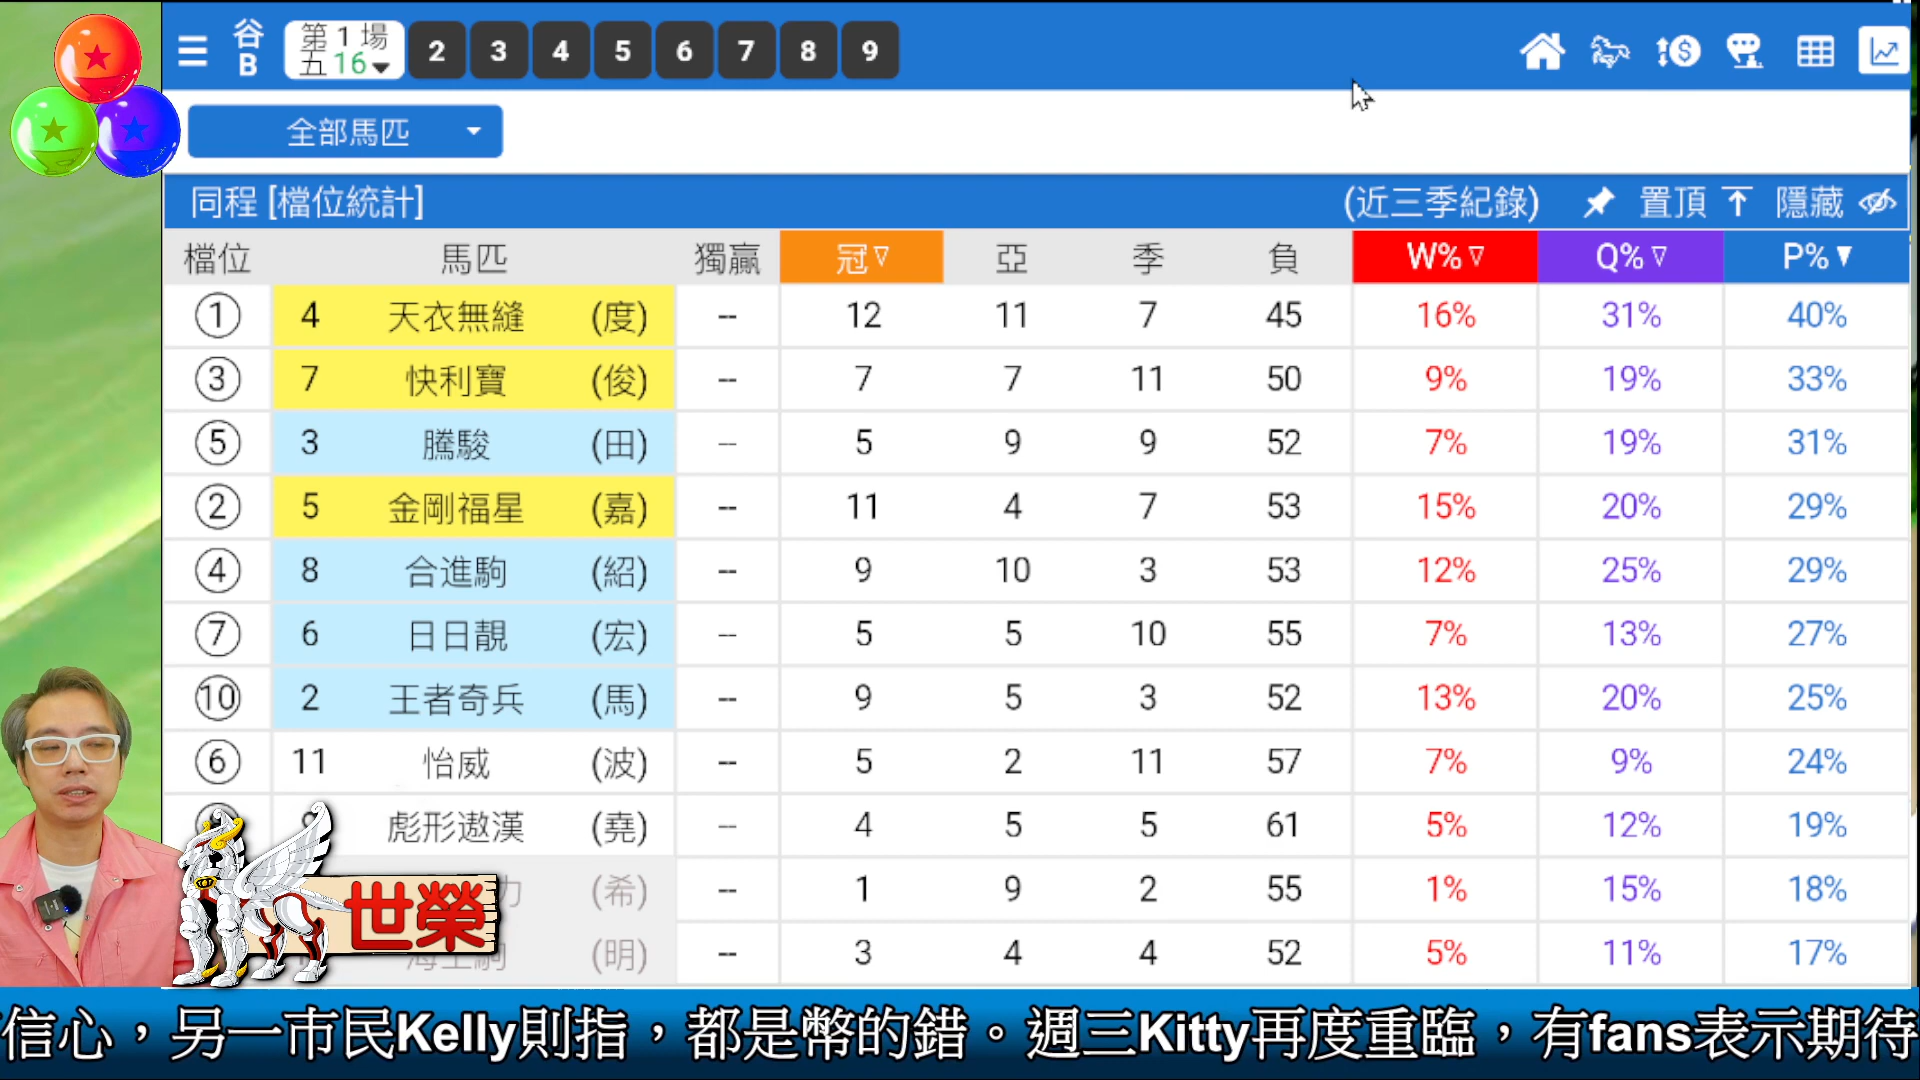 谷 B 第 1 場 五 16 2 3 4 5 6 7 8 9
全部馬匹
同程 [檔位統計] (近三季紀錄) 置頂 隱藏
檔位 馬匹 獨贏 冠▽ 亞 季 負 W%▽ Q%▽ P%▼
1 4 天衣無縫 (度) -- 12 11 7 45 16% 31% 40%
3 7 快利寶 (俊) -- 7 7 11 50 9% 19% 33%
5 3 騰駿 (田) -- 5 9 9 52 7% 19% 31%
2 5 金剛福星 (嘉) -- 11 4 7 53 15% 20% 29%
4 8 合進駒 (紹) -- 9 10 3 53 12% 25% 29%
7 6 日日靚 (宏) -- 5 5 10 55 7% 13% 27%
10 2 王者奇兵 (馬) -- 9 5 3 52 13% 20% 25%
6 11 怡威 (波) -- 5 2 11 57 7% 9% 24%
彪形遨漢 (堯) -- 4 5 5 61 5% 12% 19%
力 (希) -- 1 9 2 55 1% 15% 18%
(明) -- 3 4 4 52 5% 11% 17%
世榮
信心，另一市民Kelly則指，都是幣的錯。週三Kitty再度重臨，有fans表示期待